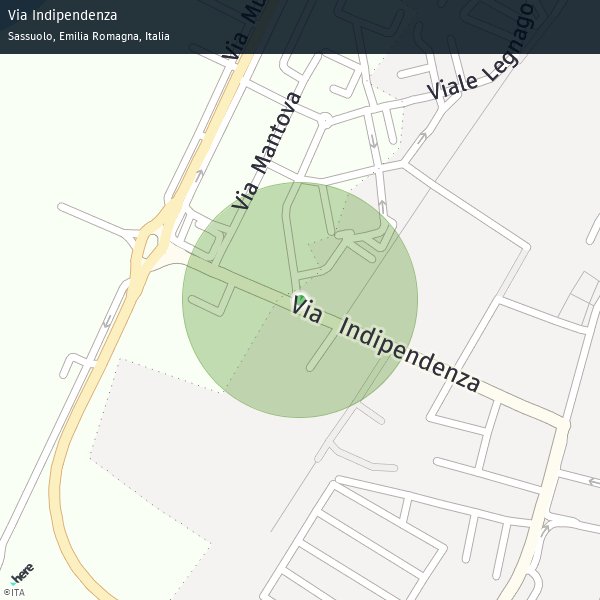 Via Indipendenza
Sassuolo, Emilia Romagna, Italia
Via Mu
Viale Legnago
Via Mantova
Via Indipendenza
here
©ITA